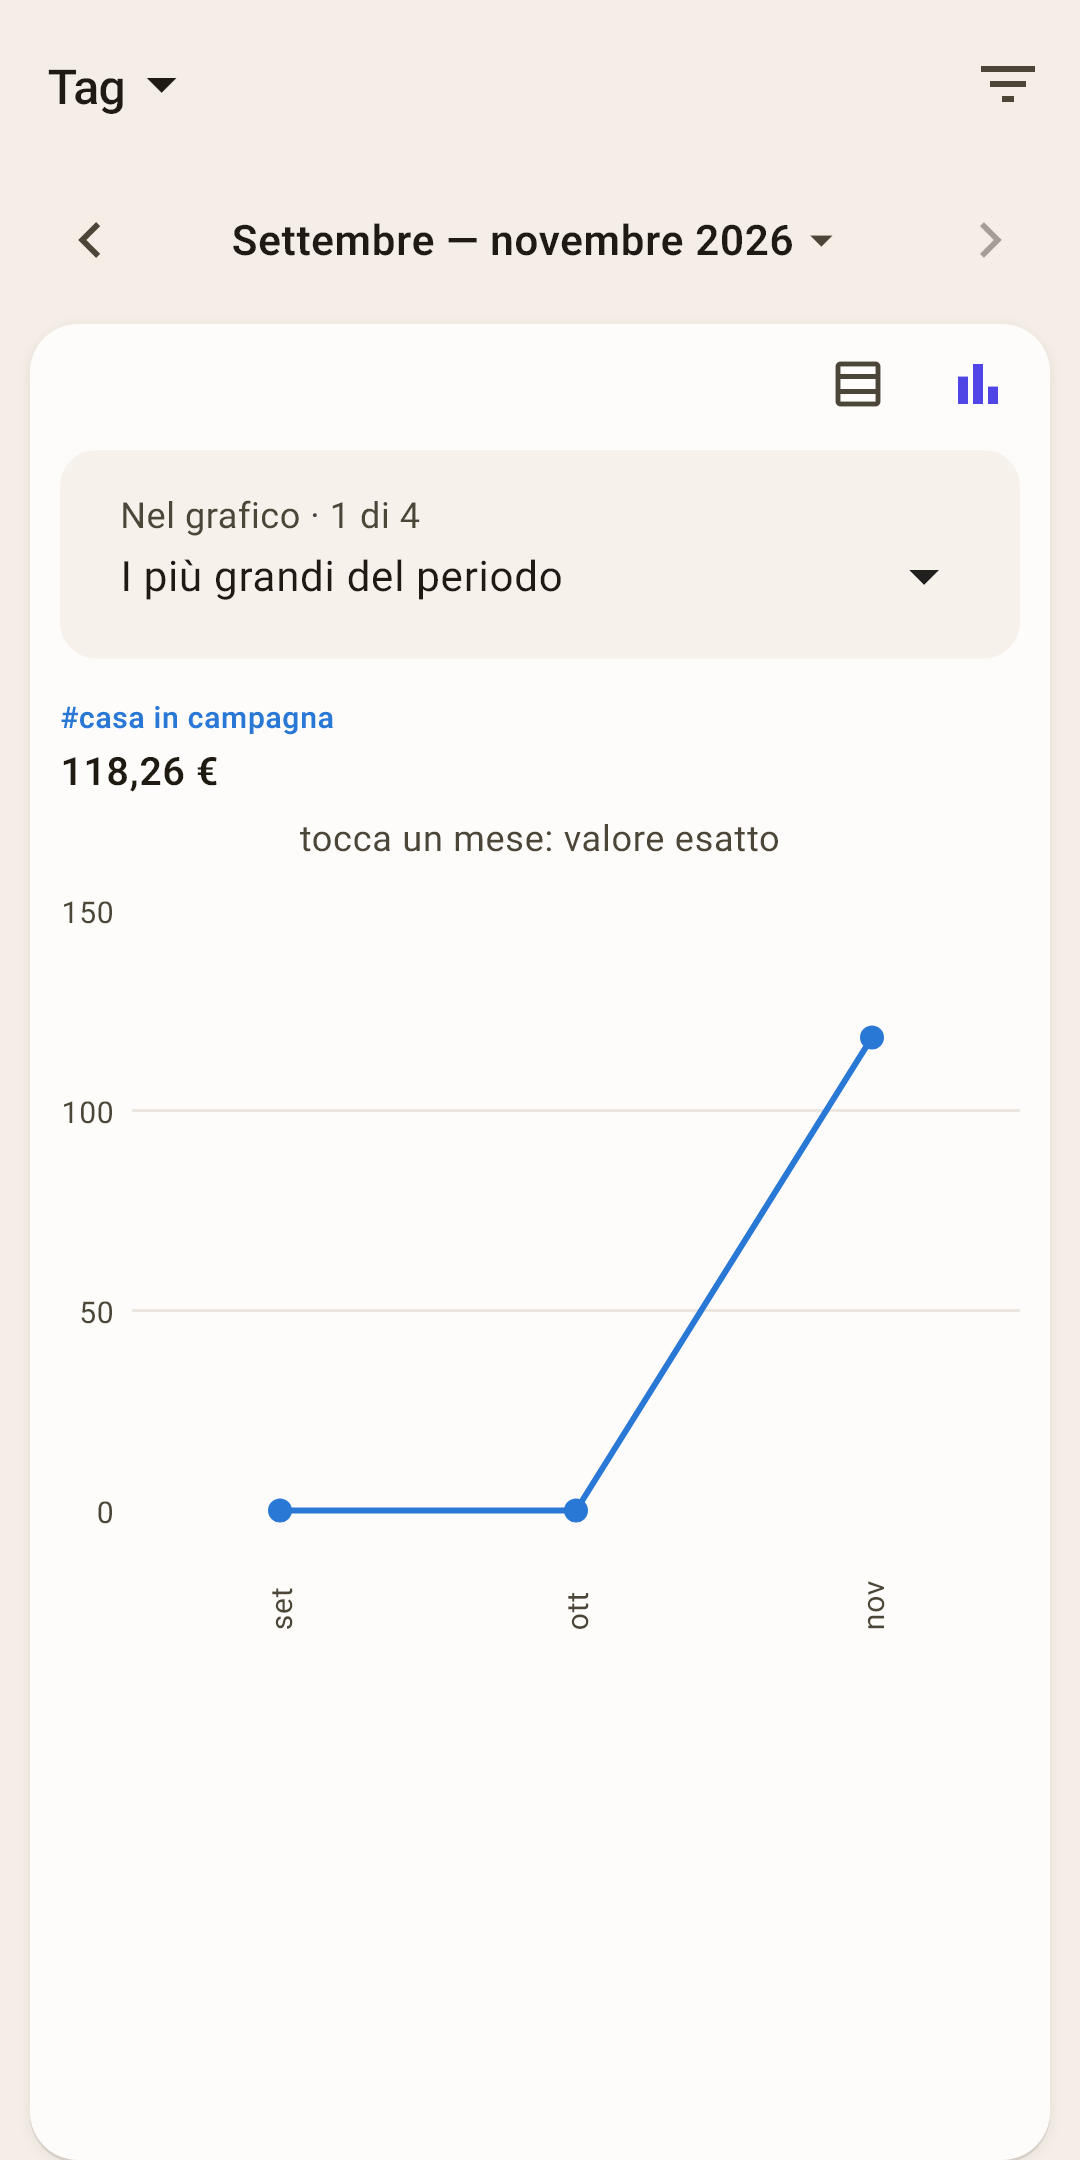 Tag
Settembre — novembre 2026
Nel grafico · 1 di 4
I più grandi del periodo
#casa in campagna
118,26 €
tocca un mese: valore esatto
150
100
50
0
set
ott
nov